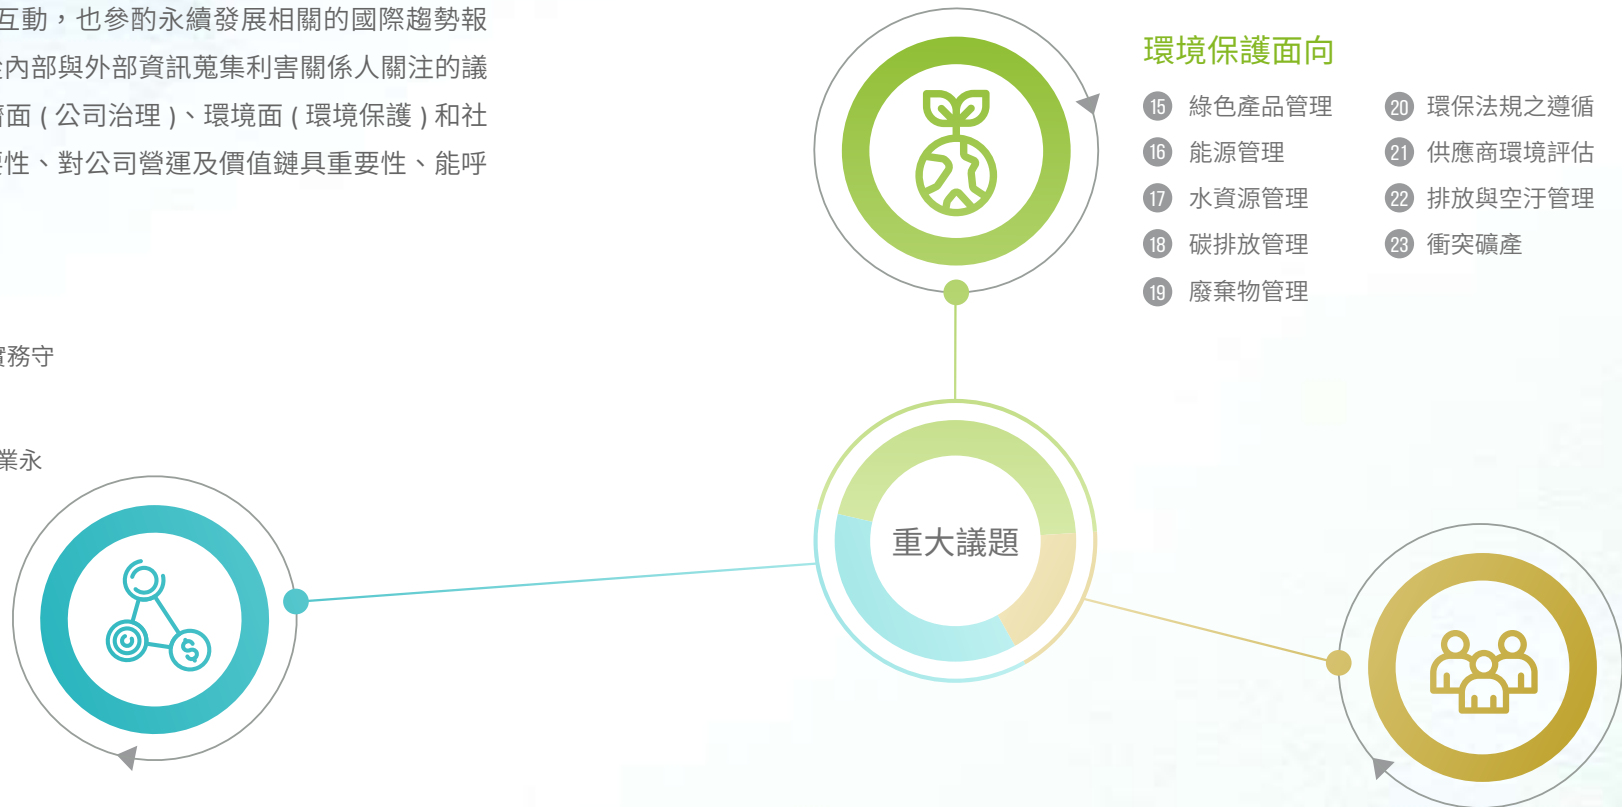 互動，也參酌永續發展相關的國際趨勢報
內部與外部資訊蒐集利害關係人關注的議
面 ( 公司治理 )、環境面 ( 環境保護 ) 和社
性、對公司營運及價值鏈具重要性、能呼
實務守
業永
環境保護面向
15 綠色產品管理
16 能源管理
17 水資源管理
18 碳排放管理
19 廢棄物管理
20 環保法規之遵循
21 供應商環境評估
22 排放與空汙管理
23 衝突礦產
重大議題